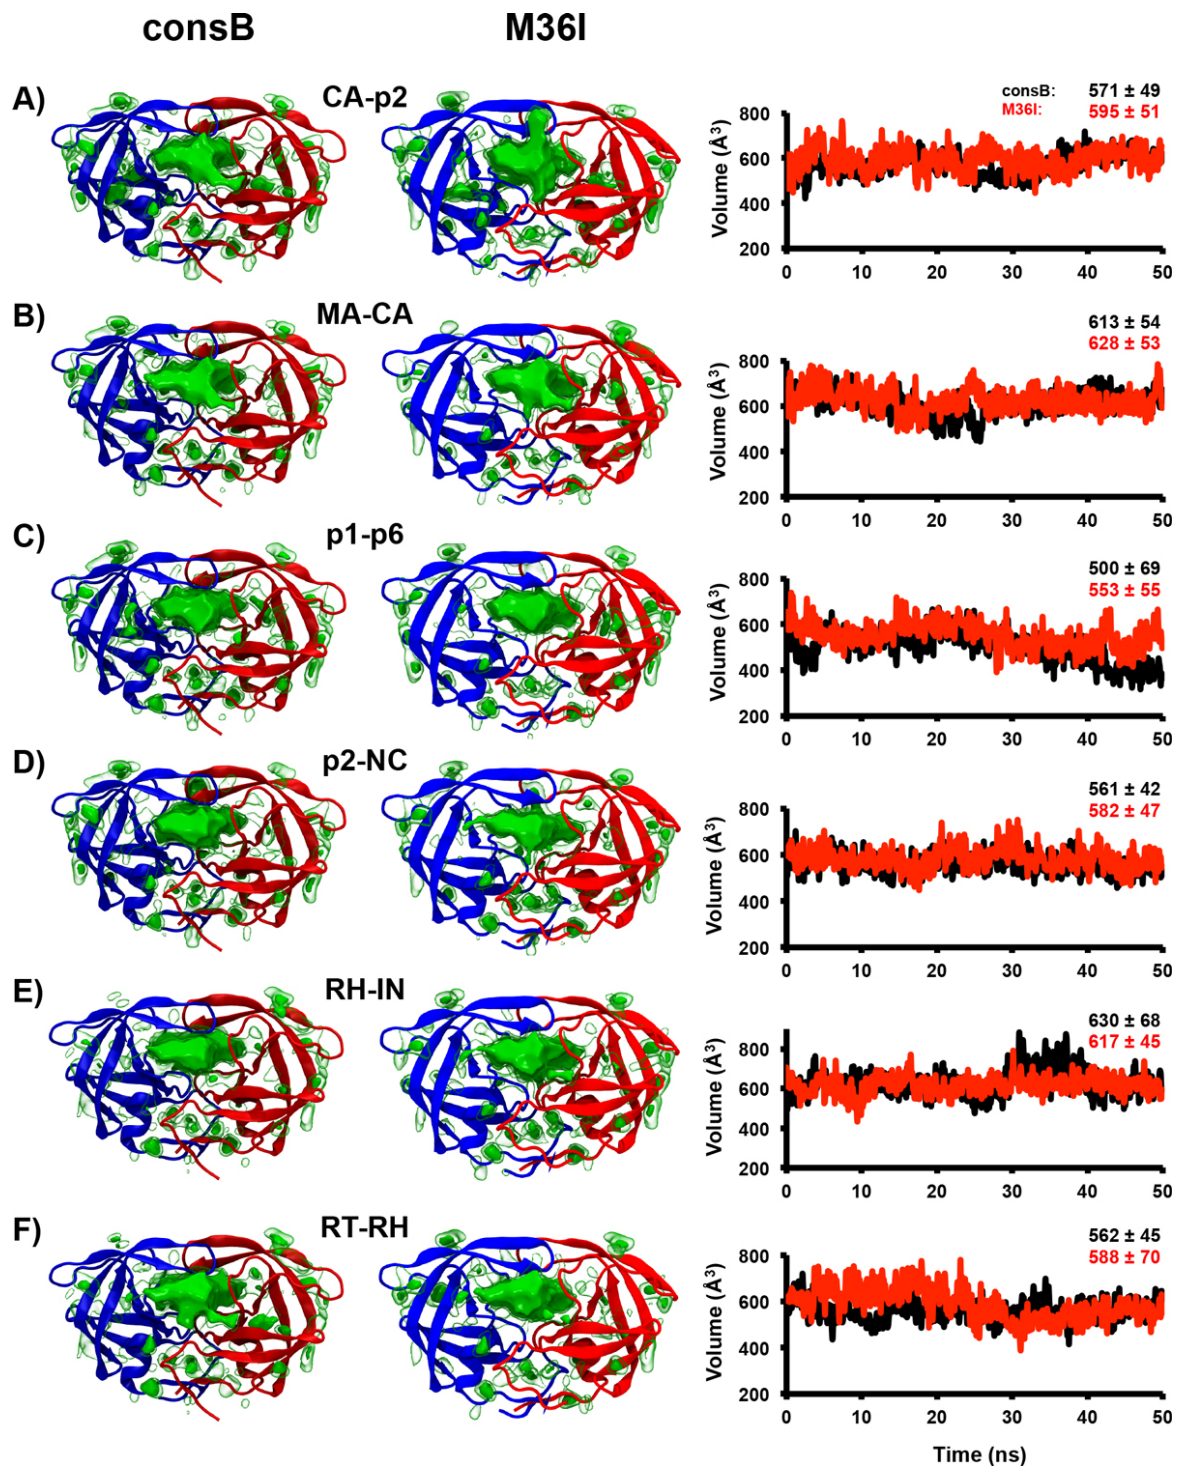 consB M36I
A) CA-p2
consB: 571 ± 49
M36I: 595 ± 51
Volume (Å³)
800
600
400
200
0 10 20 30 40 50
B) MA-CA
613 ± 54
628 ± 53
Volume (Å³)
800
600
400
200
0 10 20 30 40 50
C) p1-p6
500 ± 69
553 ± 55
Volume (Å³)
800
600
400
200
0 10 20 30 40 50
D) p2-NC
561 ± 42
582 ± 47
Volume (Å³)
800
600
400
200
0 10 20 30 40 50
E) RH-IN
630 ± 68
617 ± 45
Volume (Å³)
800
600
400
200
0 10 20 30 40 50
F) RT-RH
562 ± 45
588 ± 70
Volume (Å³)
800
600
400
200
0 10 20 30 40 50
Time (ns)